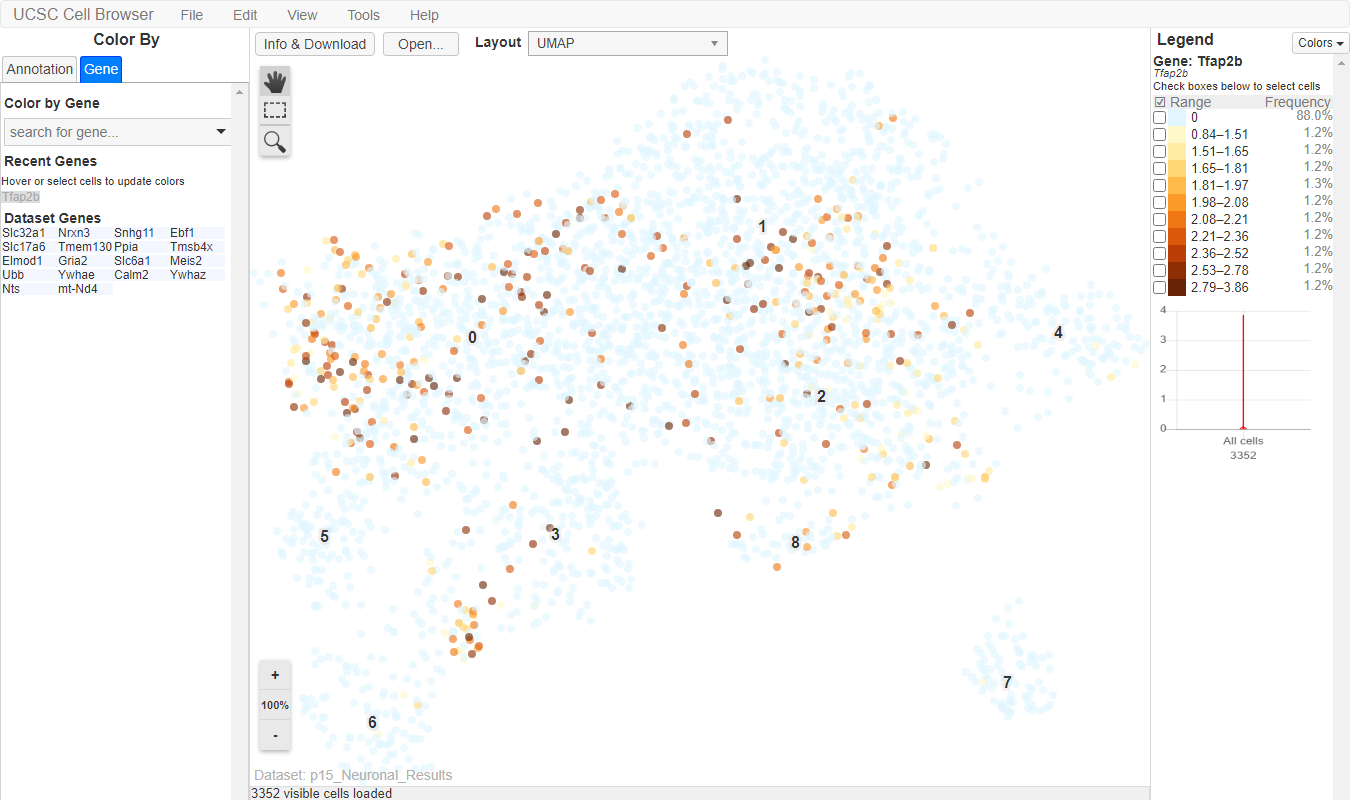 UCSC Cell Browser File Edit View Tools Help
Color By
Annotation Gene
Color by Gene
search for gene...
Recent Genes
Hover or select cells to update colors
Tfap2b
Dataset Genes
Slc32a1 Nrxn3 Snhg11 Ebf1
Slc17a6 Tmem130 Ppia Tmsb4x
Elmod1 Gria2 Slc6a1 Meis2
Ubb Ywhae Calm2 Ywhaz
Nts mt-Nd4
Info & Download Open... Layout UMAP
1
0
4
2
5
3
8
7
6
+
100%
-
Dataset: p15_Neuronal_Results
3352 visible cells loaded
Legend Colors
Gene: Tfap2b
Tfap2b
Check boxes below to select cells
Range Frequency
0 88.0%
0.84–1.51 1.2%
1.51–1.65 1.2%
1.65–1.81 1.2%
1.81–1.97 1.3%
1.98–2.08 1.2%
2.08–2.21 1.2%
2.21–2.36 1.2%
2.36–2.52 1.2%
2.53–2.78 1.2%
2.79–3.86 1.2%
4
3
2
1
0
All cells
3352